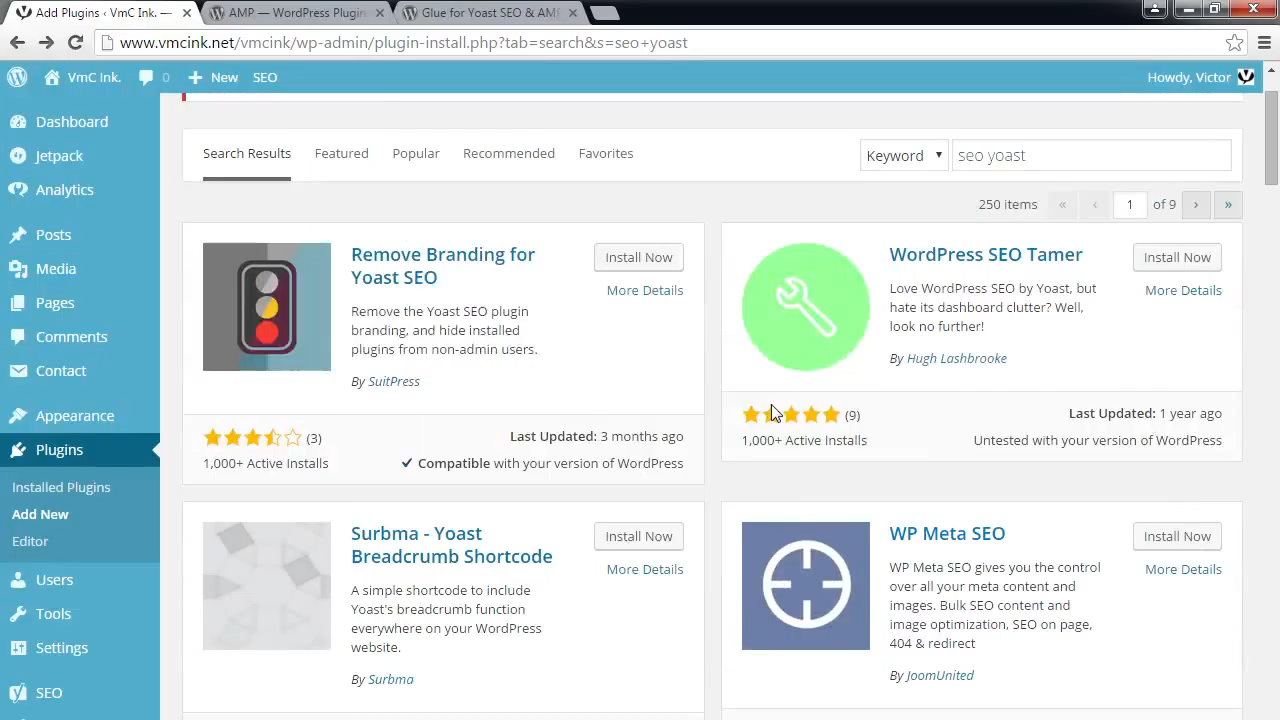 Add Plugins ‹ VmC Ink. —
AMP — WordPress Plugins
Glue for Yoast SEO & AM
www.vmcink.net/vmcink/wp-admin/plugin-install.php?tab=search&s=seo+yoast
VmC Ink.
0
New
SEO
Howdy, Victor
Dashboard
Jetpack
Analytics
Posts
Media
Pages
Comments
Contact
Appearance
Plugins
Installed Plugins
Add New
Editor
Users
Tools
Settings
SEO
Search Results
Featured
Popular
Recommended
Favorites
Keyword
seo yoast
250 items
«
‹
1
of 9
›
»
Remove Branding for
Yoast SEO
Install Now
More Details
Remove the Yoast SEO plugin
branding, and hide installed
plugins from non-admin users.
By SuitPress
(3)
Last Updated: 3 months ago
1,000+ Active Installs
Compatible with your version of WordPress
WordPress SEO Tamer
Install Now
More Details
Love WordPress SEO by Yoast, but
hate its dashboard clutter? Well,
look no further!
By Hugh Lashbrooke
(9)
Last Updated: 1 year ago
1,000+ Active Installs
Untested with your version of WordPress
Surbma - Yoast
Breadcrumb Shortcode
Install Now
More Details
A simple shortcode to include
Yoast's breadcrumb function
everywhere on your WordPress
website.
By Surbma
WP Meta SEO
Install Now
More Details
WP Meta SEO gives you the control
over all your meta content and
images. Bulk SEO content and
image optimization, SEO on page,
404 & redirect
By JoomUnited